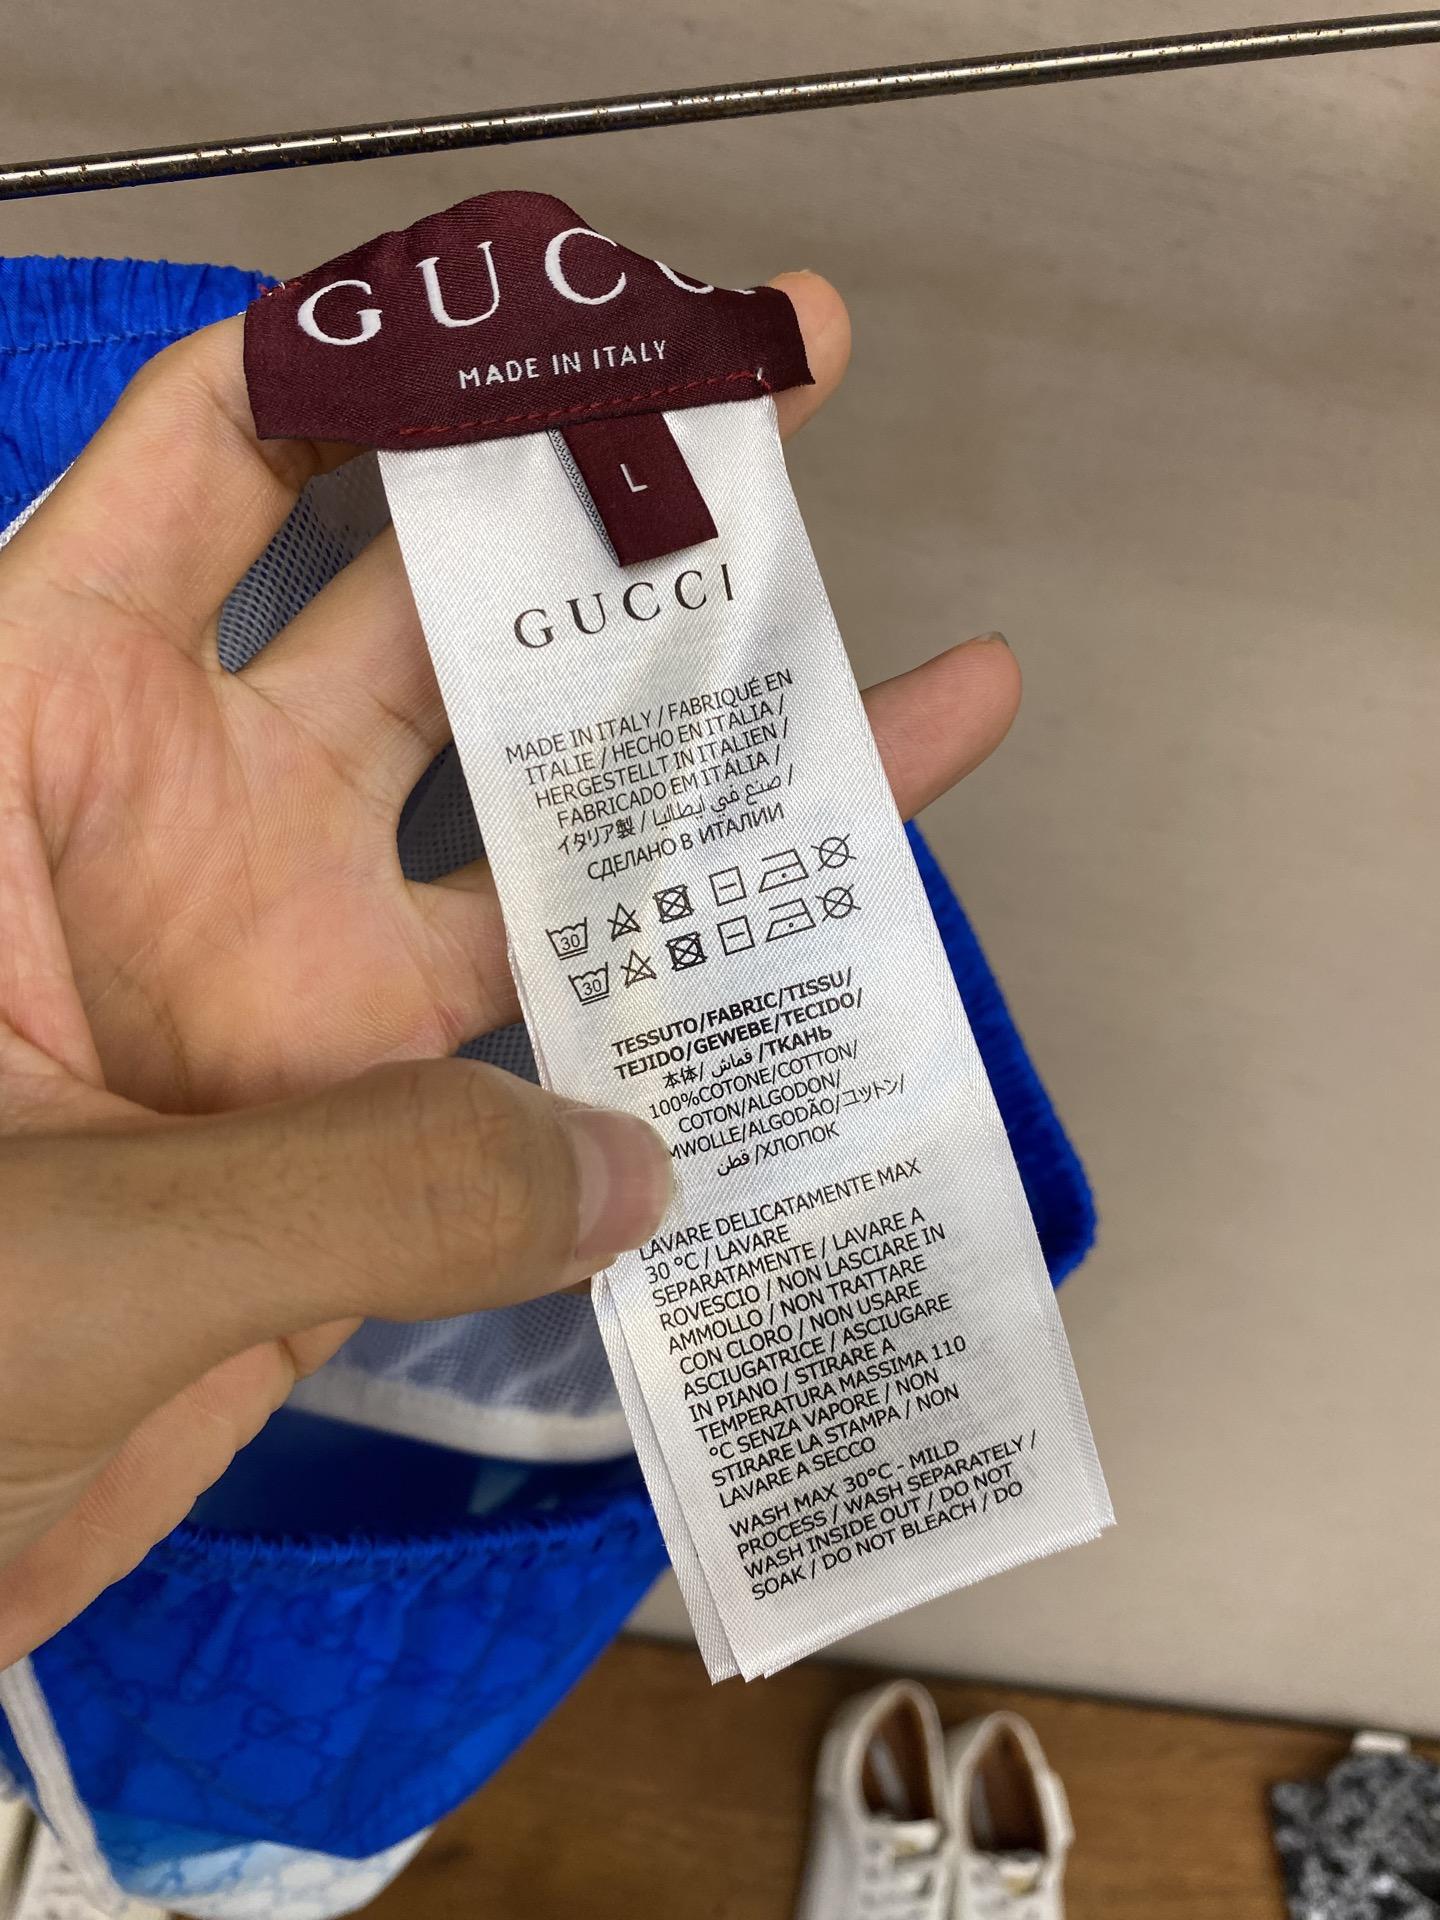 GUCCI
MADE IN ITALY
L
GUCCI
MADE IN ITALY / FABRIQUÉ EN
ITALIE / HECHO EN ITALIA /
HERGESTELLT IN ITALIEN /
FABRICADO EM ITÁLIA /
イタリア製 / صنع في ايطاليا /
СДЕЛАНО В ИТАЛИИ
30
30
TESSUTO/FABRIC/TISSU/
TEJIDO/GEWEBE/TECIDO/
本体/ قماش /ТКАНЬ
100%COTONE/COTTON/
COTON/ALGODON/
MWOLLE/ALGODÃO/コットン/
قطن /ХЛОПОК
LAVARE DELICATAMENTE MAX
30 °C / LAVARE
SEPARATAMENTE / LAVARE A
ROVESCIO / NON LASCIARE IN
AMMOLLO / NON TRATTARE
CON CLORO / NON USARE
ASCIUGATRICE / ASCIUGARE
IN PIANO / STIRARE A
TEMPERATURA MASSIMA 110
°C SENZA VAPORE / NON
STIRARE LA STAMPA / NON
LAVARE A SECCO
WASH MAX 30°C - MILD
PROCESS / WASH SEPARATELY /
WASH INSIDE OUT / DO NOT
SOAK / DO NOT BLEACH / DO